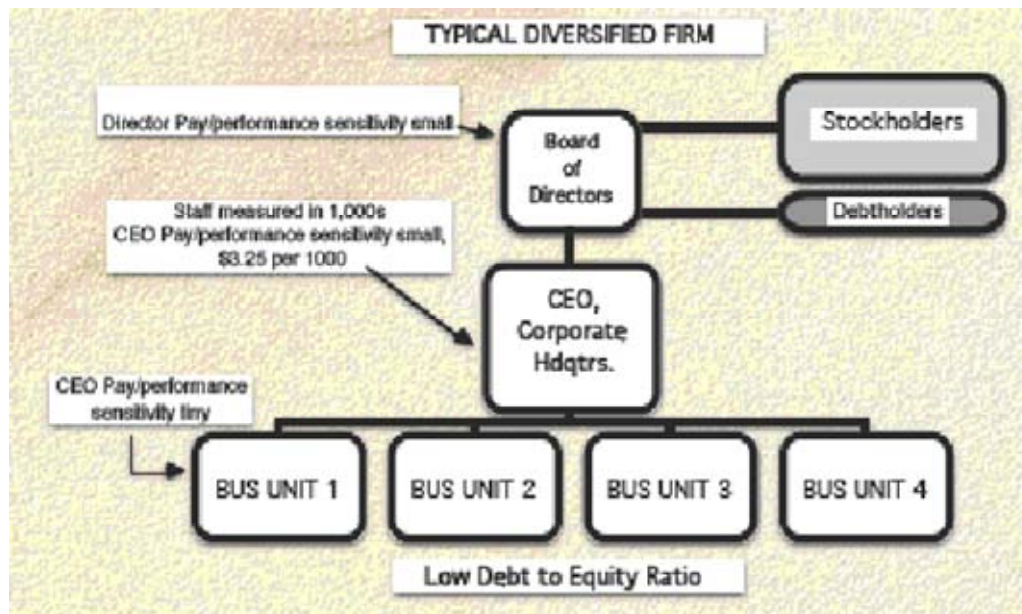 TYPICAL DIVERSIFIED FIRM
Director Pay/performance sensitivity small
Board
of
Directors
Stockholders
Debtholders
Staff measured in 1,000s
CEO Pay/performance sensitivity small,
$3.25 per 1000
CEO,
Corporate
Hdqtrs.
CEO Pay/performance
sensitivity tiny
BUS UNIT 1
BUS UNIT 2
BUS UNIT 3
BUS UNIT 4
Low Debt to Equity Ratio